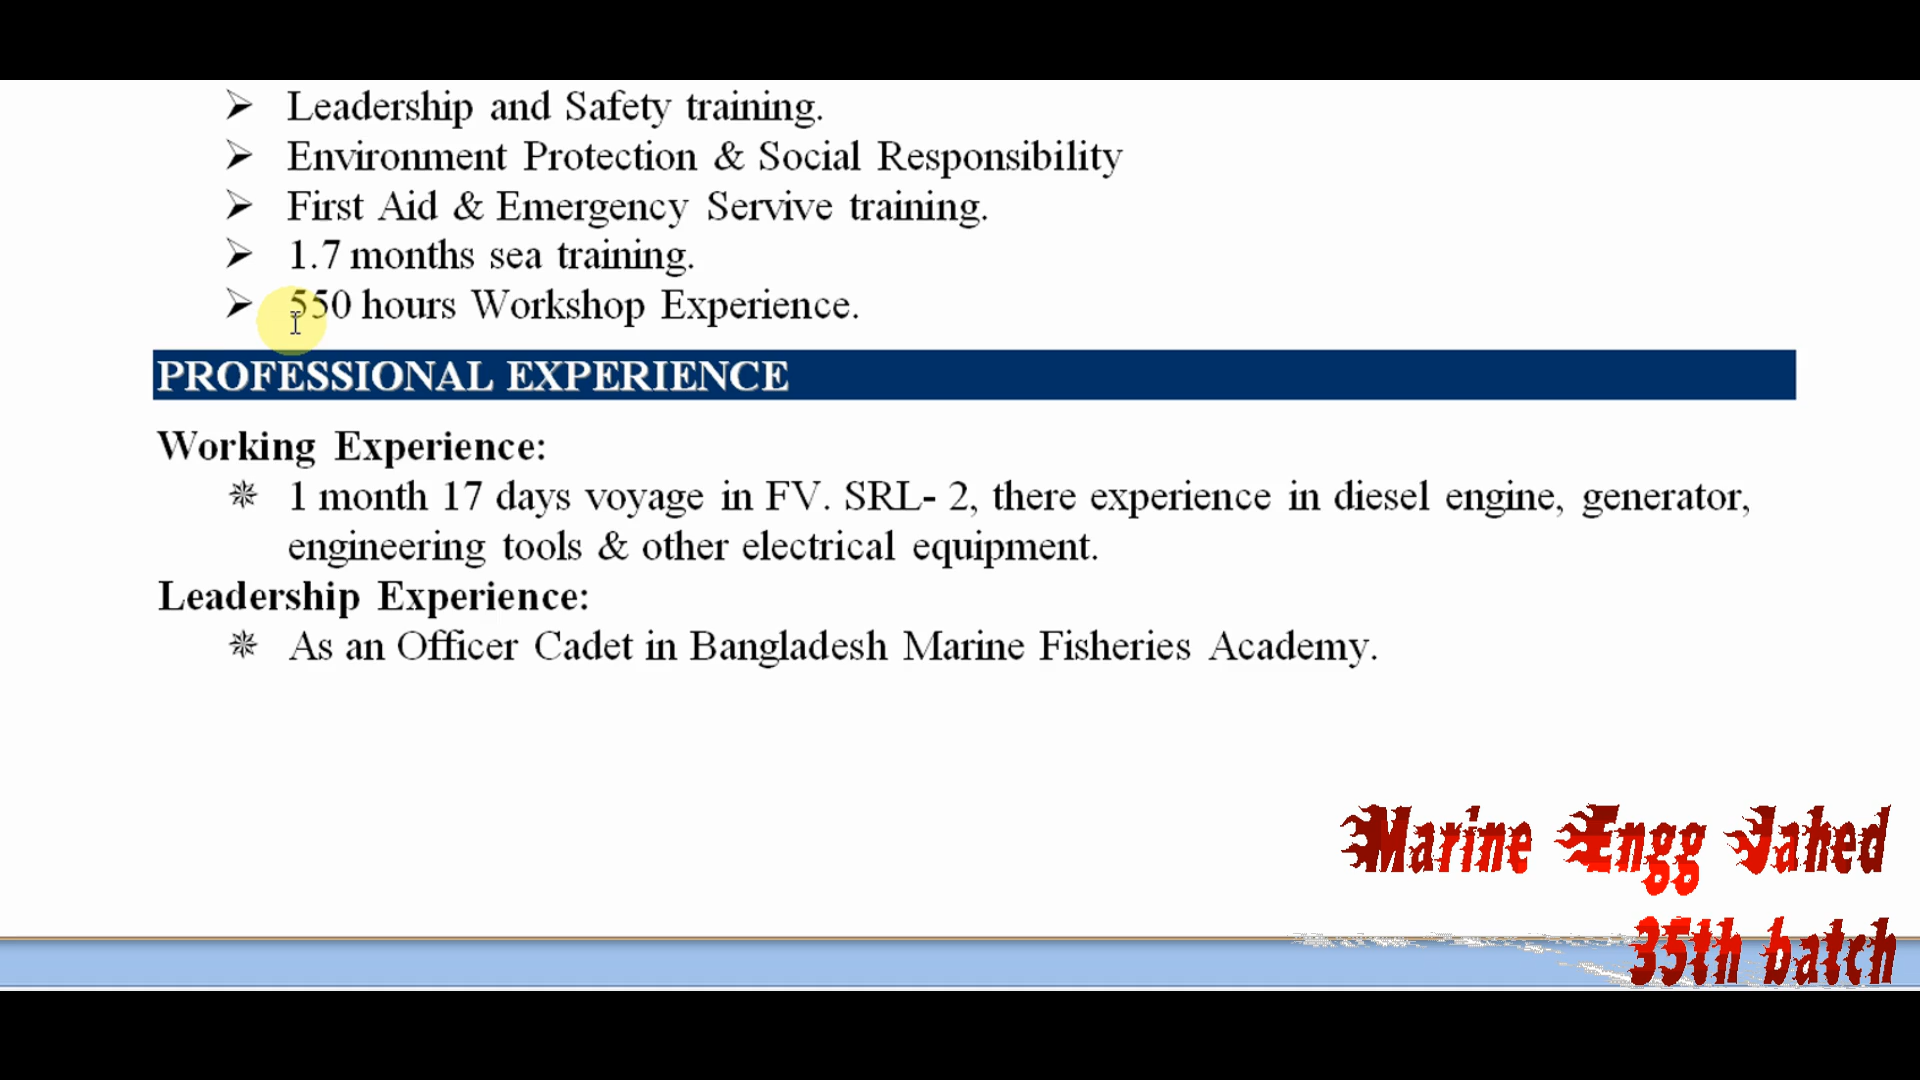 Leadership and Safety training.
Environment Protection & Social Responsibility
First Aid & Emergency Servive training.
1.7 months sea training.
550 hours Workshop Experience.
PROFESSIONAL EXPERIENCE
Working Experience:
1 month 17 days voyage in FV. SRL- 2, there experience in diesel engine, generator,
engineering tools & other electrical equipment.
Leadership Experience:
As an Officer Cadet in Bangladesh Marine Fisheries Academy.
Marine Engg Jahed
35th batch